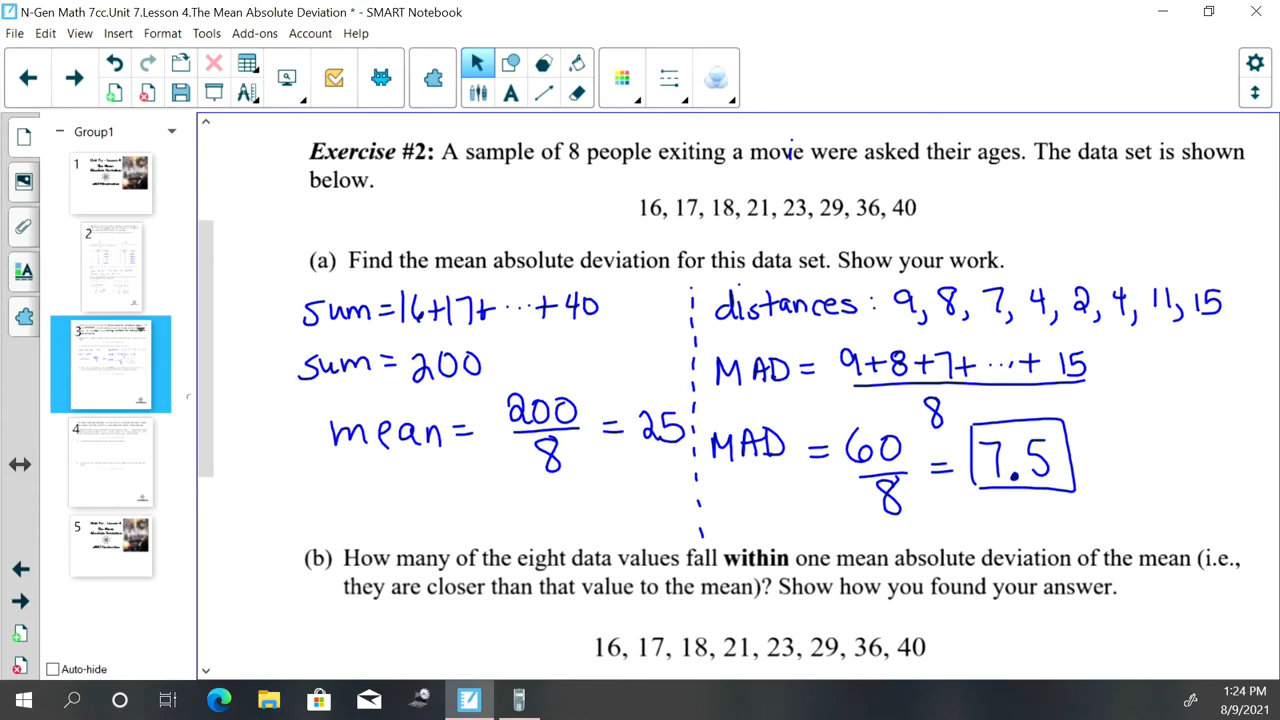 N-Gen Math 7cc.Unit 7.Lesson 4.The Mean Absolute Deviation * - SMART Notebook
File Edit View Insert Format Tools Add-ons Account Help
Group1
1
2
3
4
5
Exercise #2: A sample of 8 people exiting a movie were asked their ages. The data set is shown
below.
16, 17, 18, 21, 23, 29, 36, 40
(a) Find the mean absolute deviation for this data set. Show your work.
sum = 16+17+ ... + 40
sum = 200
mean = 200/8 = 25
distances : 9, 8, 7, 4, 2, 4, 11, 15
MAD = 9+8+7+ ... + 15
8
MAD = 60/8 = 7.5
(b) How many of the eight data values fall within one mean absolute deviation of the mean (i.e.,
they are closer than that value to the mean)? Show how you found your answer.
16, 17, 18, 21, 23, 29, 36, 40
Auto-hide
1:24 PM
8/9/2021